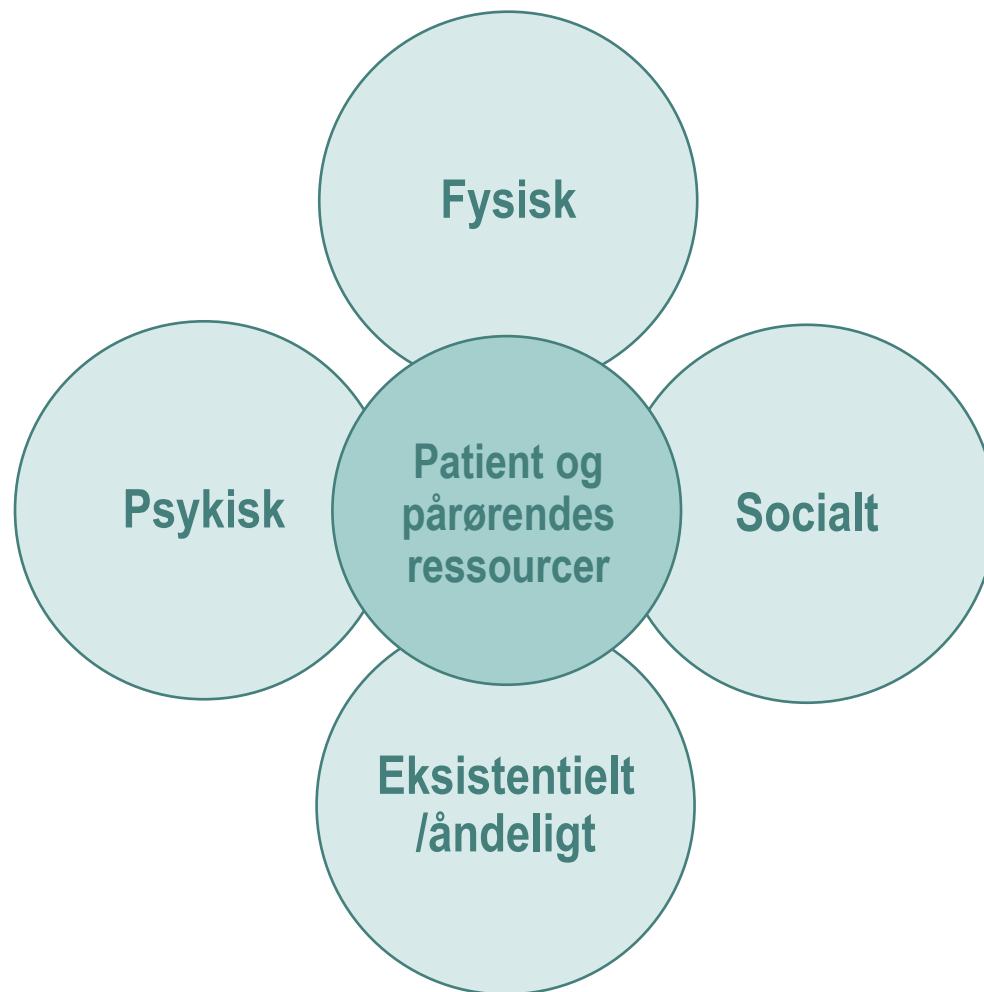 Fysisk
Psykisk
Patient og
pårørendes
ressourcer
Socialt
Eksistentielt
/åndeligt